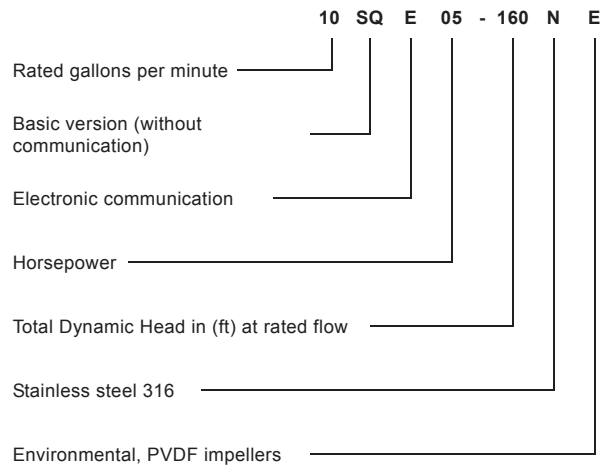 10 SQ E 05 - 160 N E
Rated gallons per minute
Basic version (without
communication)
Electronic communication
Horsepower
Total Dynamic Head in (ft) at rated flow
Stainless steel 316
Environmental, PVDF impellers